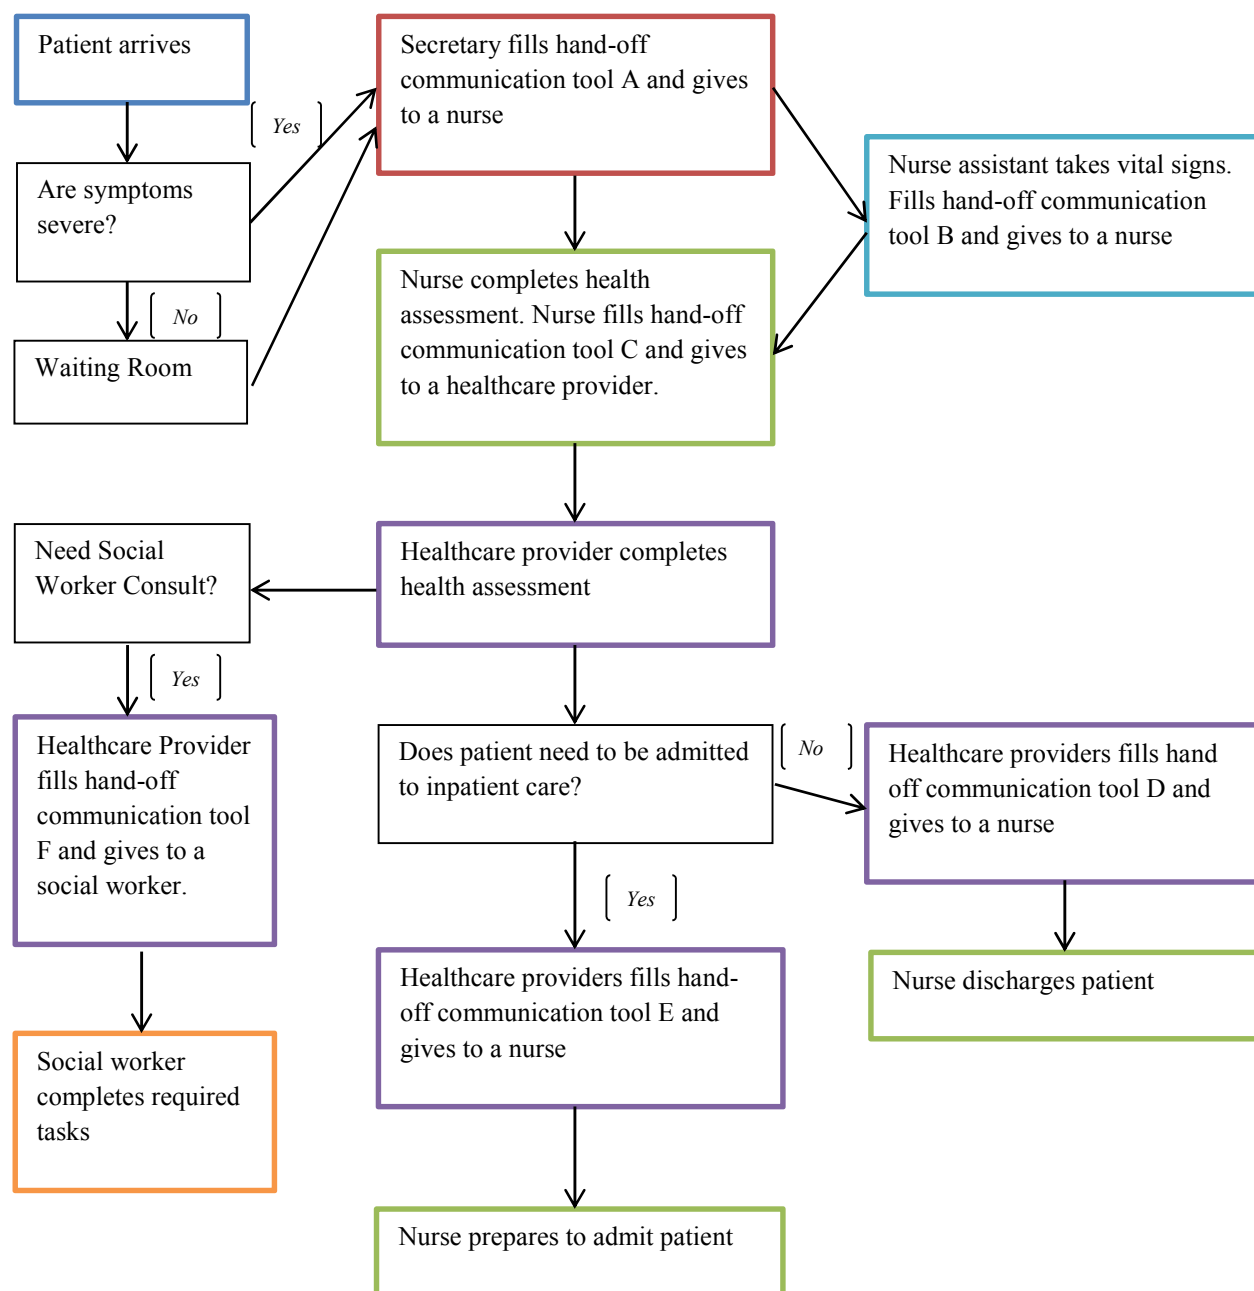 Patient arrives
Yes
Are symptoms
severe?
No
Waiting Room
Secretary fills hand-off
communication tool A and gives
to a nurse
Nurse assistant takes vital signs.
Fills hand-off communication
tool B and gives to a nurse
Nurse completes health
assessment. Nurse fills hand-off
communication tool C and gives
to a healthcare provider.
Healthcare provider completes
health assessment
Need Social
Worker Consult?
Yes
Healthcare Provider
fills hand-off
communication tool
F and gives to a
social worker.
Social worker
completes required
tasks
Does patient need to be admitted
to inpatient care?
No
Healthcare providers fills hand
off communication tool D and
gives to a nurse
Nurse discharges patient
Yes
Healthcare providers fills hand-
off communication tool E and
gives to a nurse
Nurse prepares to admit patient